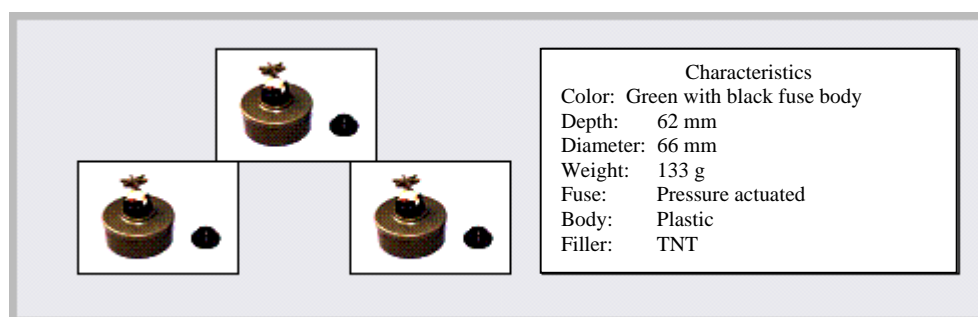 Characteristics
Color: Green with black fuse body
Depth: 62 mm
Diameter: 66 mm
Weight: 133 g
Fuse: Pressure actuated
Body: Plastic
Filler: TNT